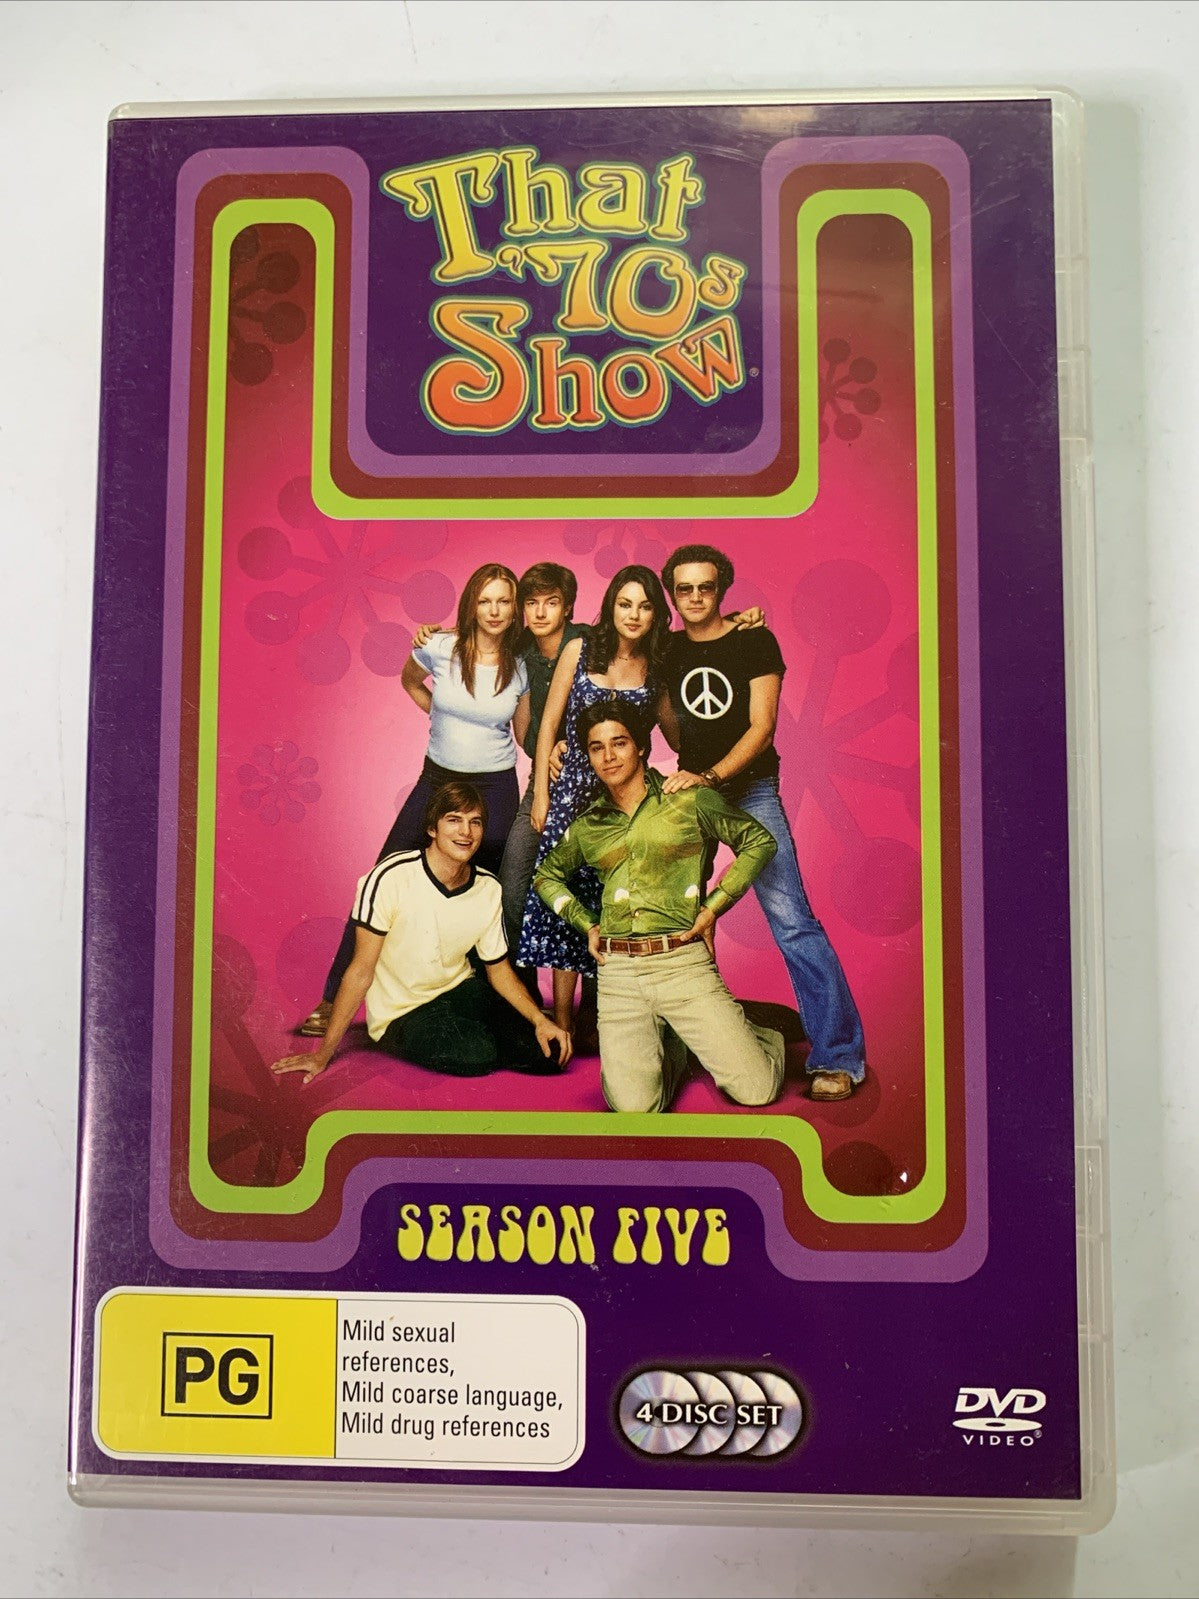 That
'70s
Show®
SEASON FIVE
PG
Mild sexual
references,
Mild coarse language,
Mild drug references
4 DISC SET
DVD
VIDEO®